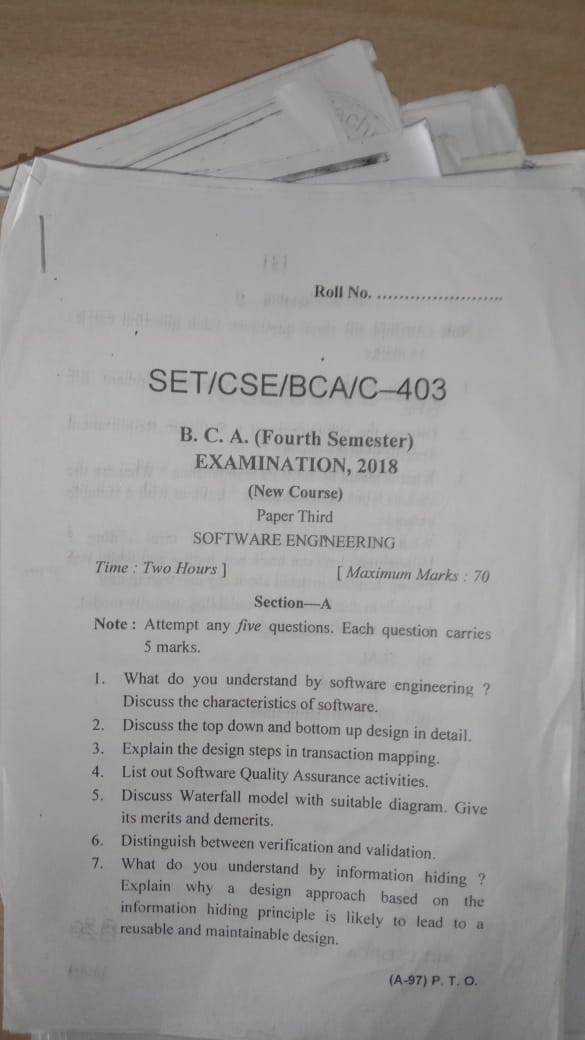 Roll No. .......................
SET/CSE/BCA/C–403
B. C. A. (Fourth Semester)
EXAMINATION, 2018
(New Course)
Paper Third
SOFTWARE ENGINEERING
Time : Two Hours ] [ Maximum Marks : 70
Section—A
Note : Attempt any five questions. Each question carries
5 marks.
1. What do you understand by software engineering ?
Discuss the characteristics of software.
2. Discuss the top down and bottom up design in detail.
3. Explain the design steps in transaction mapping.
4. List out Software Quality Assurance activities.
5. Discuss Waterfall model with suitable diagram. Give
its merits and demerits.
6. Distinguish between verification and validation.
7. What do you understand by information hiding ?
Explain why a design approach based on the
information hiding principle is likely to lead to a
reusable and maintainable design.
(A-97) P. T. O.